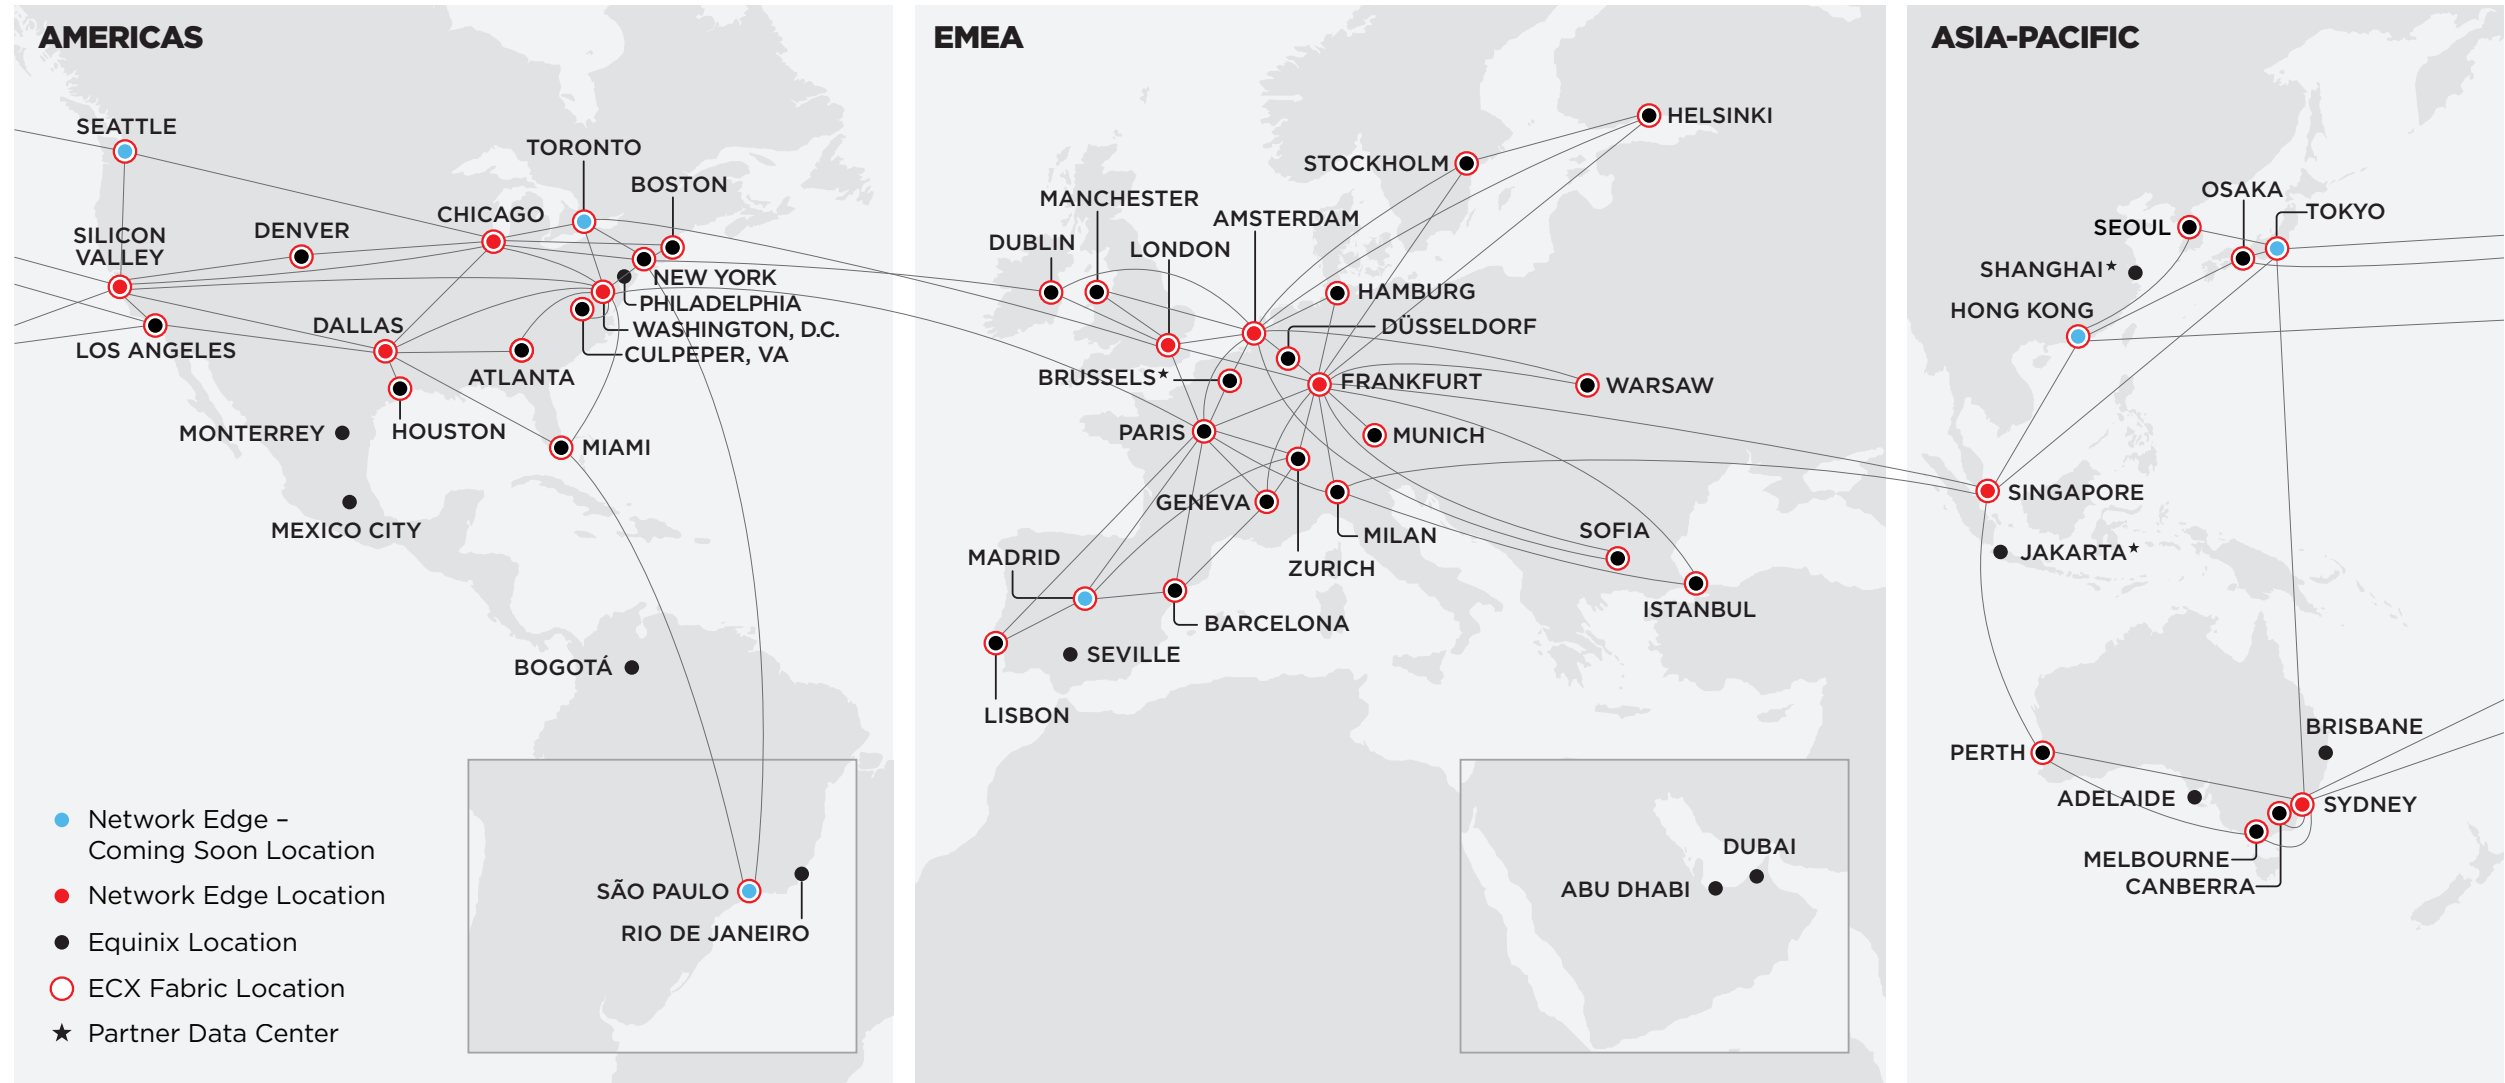 AMERICAS
SEATTLE
TORONTO
BOSTON
CHICAGO
DENVER
SILICON
VALLEY
NEW YORK
PHILADELPHIA
WASHINGTON, D.C.
CULPEPER, VA
DALLAS
LOS ANGELES
ATLANTA
HOUSTON
MONTERREY
MIAMI
MEXICO CITY
BOGOTÁ
SÃO PAULO
RIO DE JANEIRO
Network Edge –
Coming Soon Location
Network Edge Location
Equinix Location
ECX Fabric Location
★ Partner Data Center
EMEA
HELSINKI
STOCKHOLM
MANCHESTER
AMSTERDAM
DUBLIN
LONDON
HAMBURG
DÜSSELDORF
BRUSSELS★
FRANKFURT
WARSAW
PARIS
MUNICH
GENEVA
MILAN
SOFIA
MADRID
ZURICH
ISTANBUL
BARCELONA
SEVILLE
LISBON
DUBAI
ABU DHABI
ASIA-PACIFIC
OSAKA
TOKYO
SEOUL
SHANGHAI★
HONG KONG
SINGAPORE
JAKARTA★
BRISBANE
PERTH
ADELAIDE
SYDNEY
MELBOURNE
CANBERRA